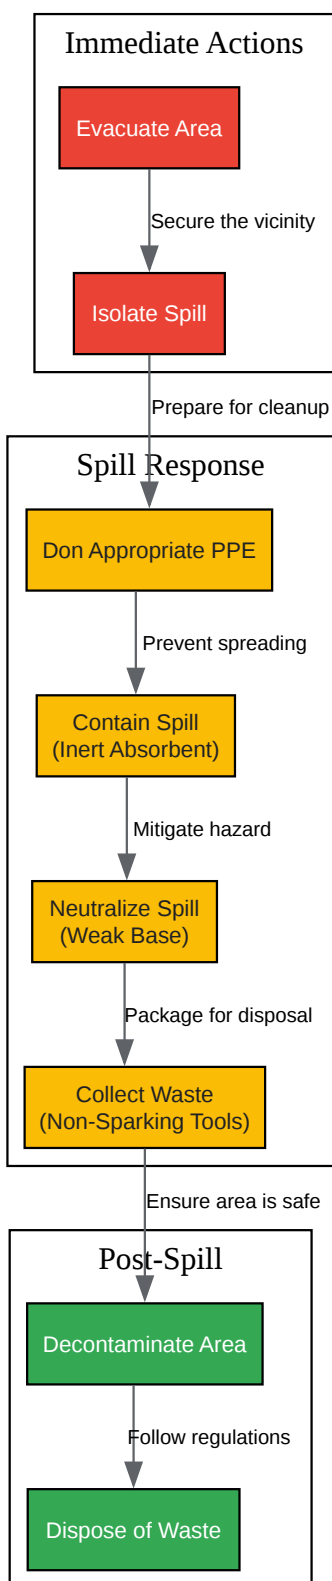 Immediate Actions
Evacuate Area
Secure the vicinity
Isolate Spill
Prepare for cleanup
Spill Response
Don Appropriate PPE
Prevent spreading
Contain Spill
(Inert Absorbent)
Mitigate hazard
Neutralize Spill
(Weak Base)
Package for disposal
Collect Waste
(Non-Sparking Tools)
Ensure area is safe
Post-Spill
Decontaminate Area
Follow regulations
Dispose of Waste